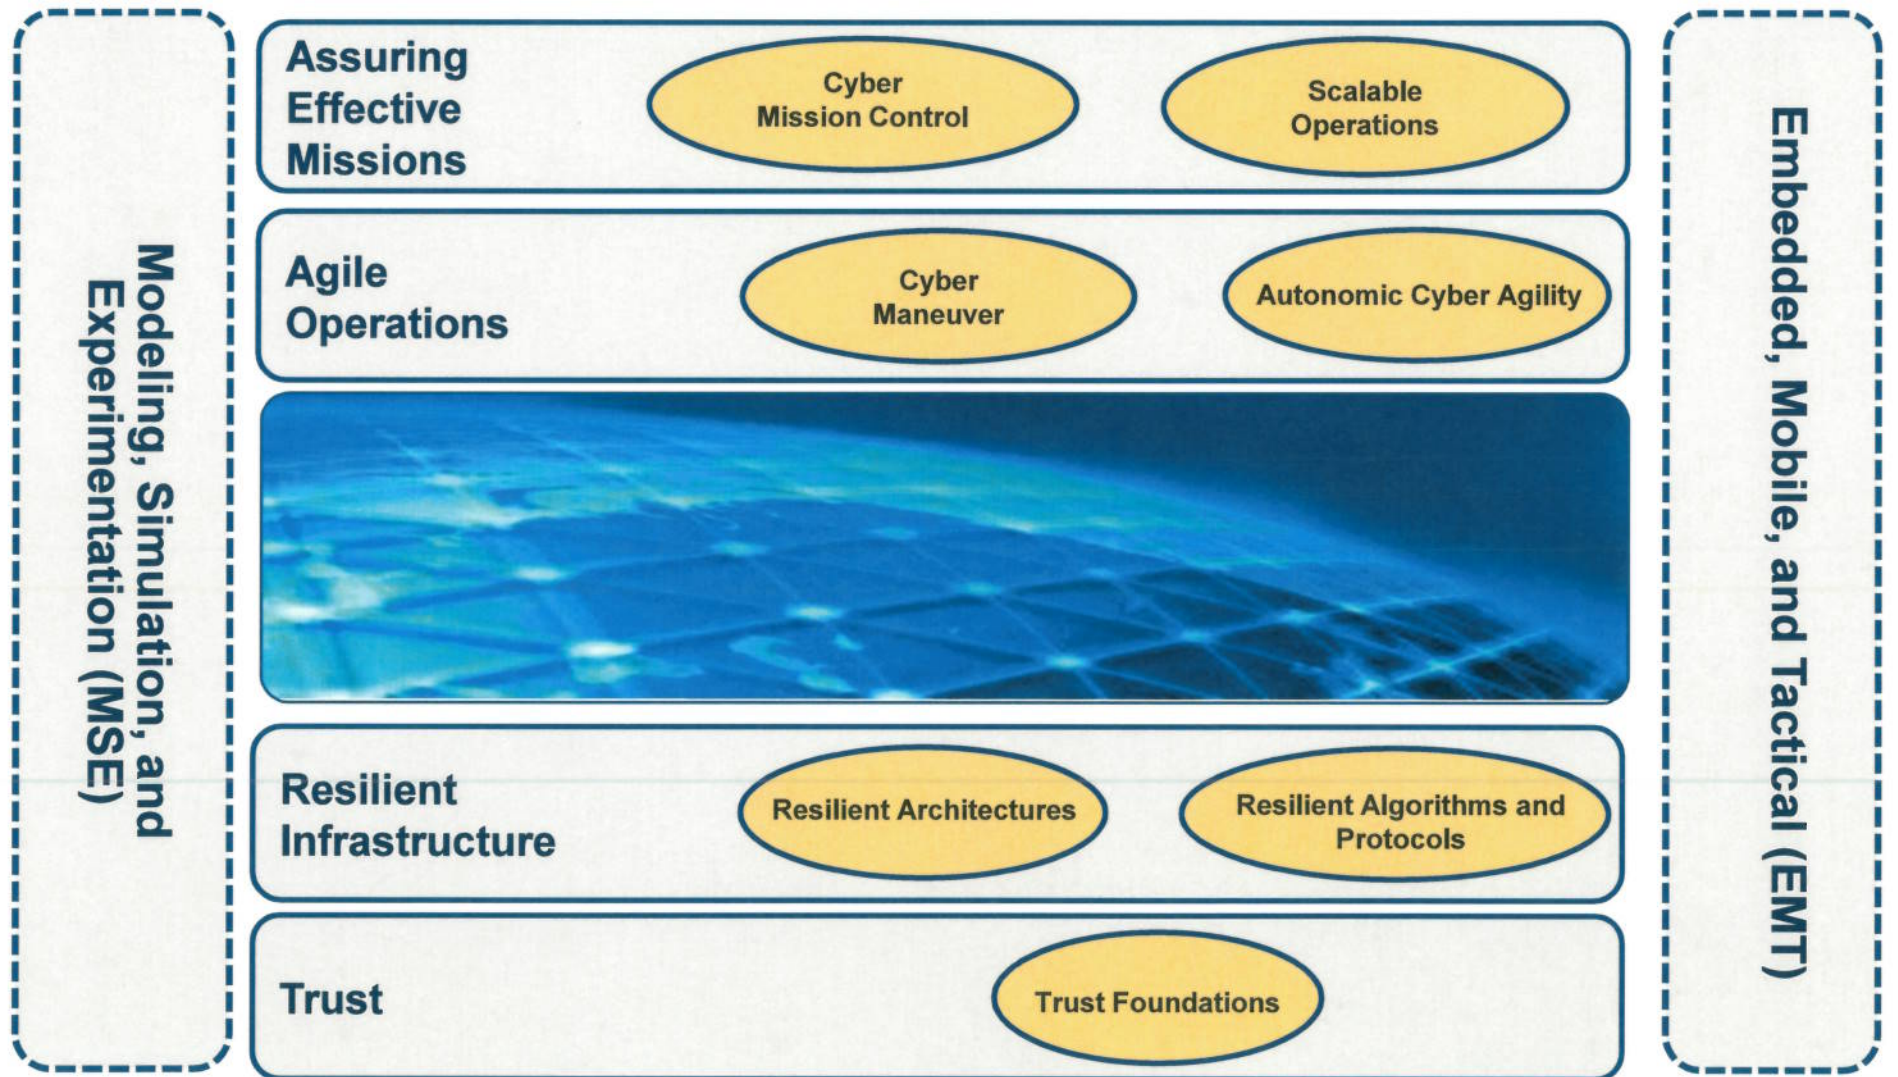 Modeling, Simulation, and
Experimentation (MSE)
Assuring
Effective
Missions
Cyber
Mission Control
Scalable
Operations
Agile
Operations
Cyber
Maneuver
Autonomic Cyber Agility
Resilient
Infrastructure
Resilient Architectures
Resilient Algorithms and
Protocols
Trust
Trust Foundations
Embedded, Mobile, and Tactical (EMT)